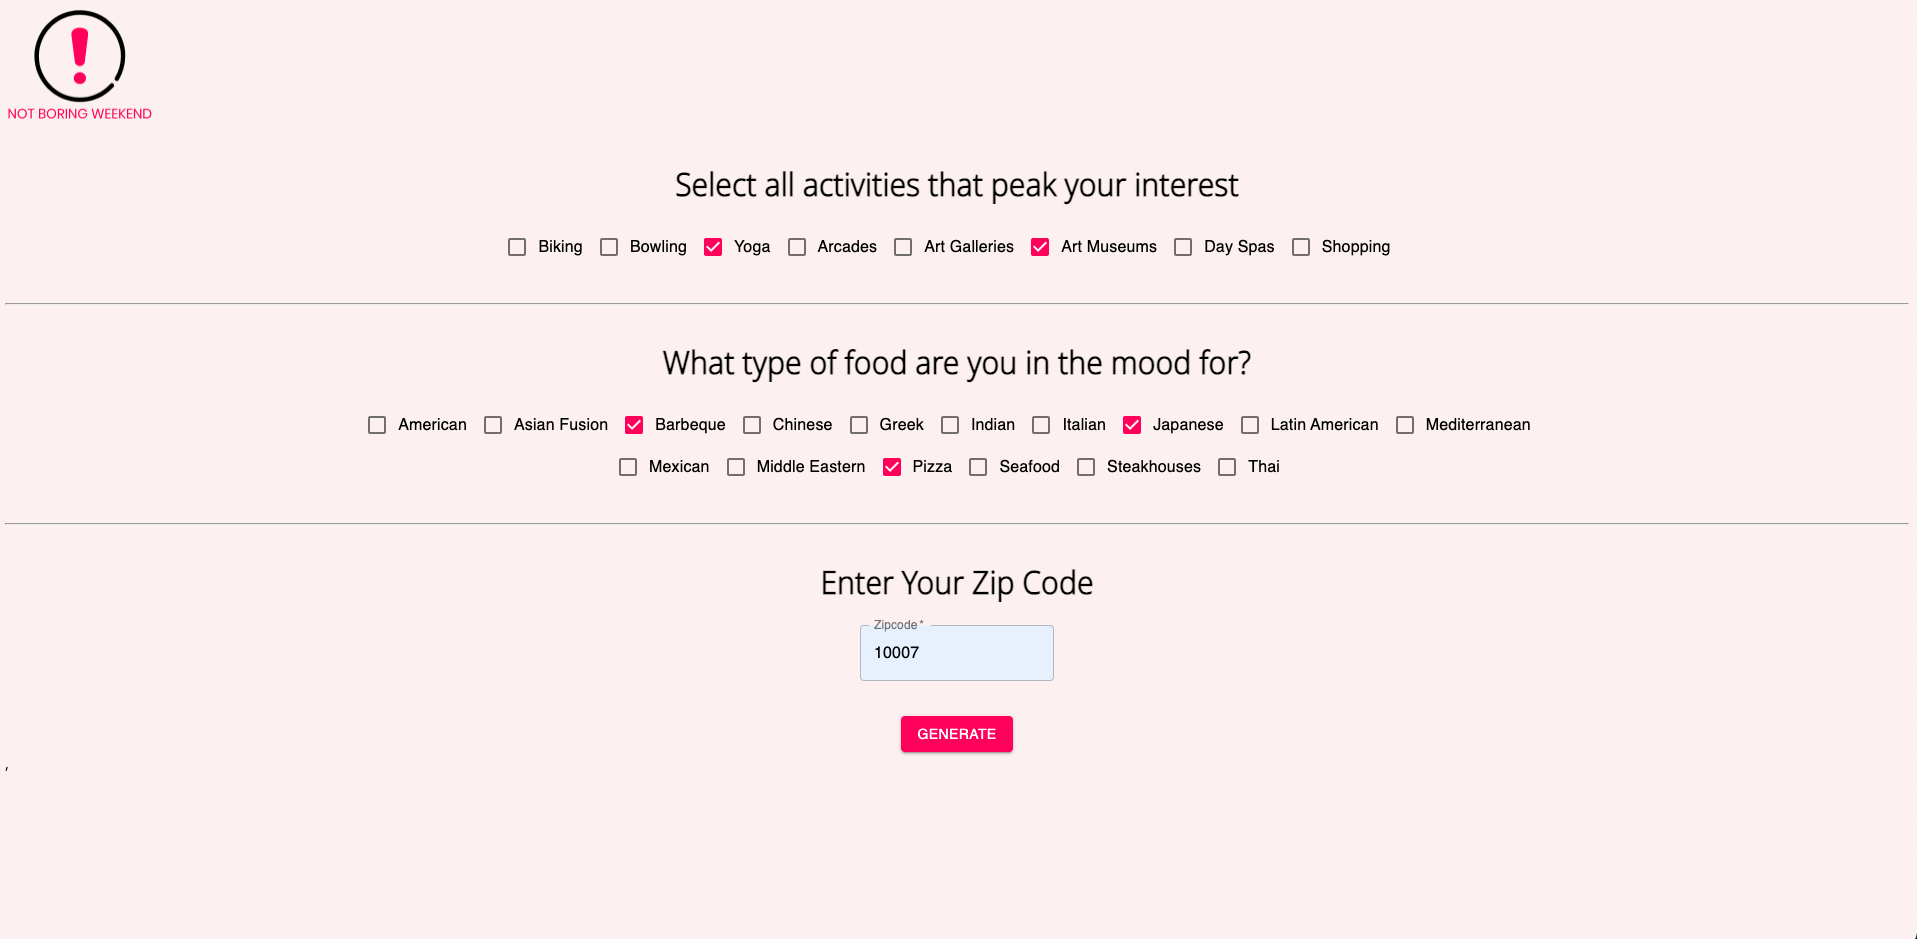 NOT BORING WEEKEND
Select all activities that peak your interest
Biking Bowling Yoga Arcades Art Galleries Art Museums Day Spas Shopping
What type of food are you in the mood for?
American Asian Fusion Barbeque Chinese Greek Indian Italian Japanese Latin American Mediterranean
Mexican Middle Eastern Pizza Seafood Steakhouses Thai
Enter Your Zip Code
Zipcode *
10007
GENERATE
,